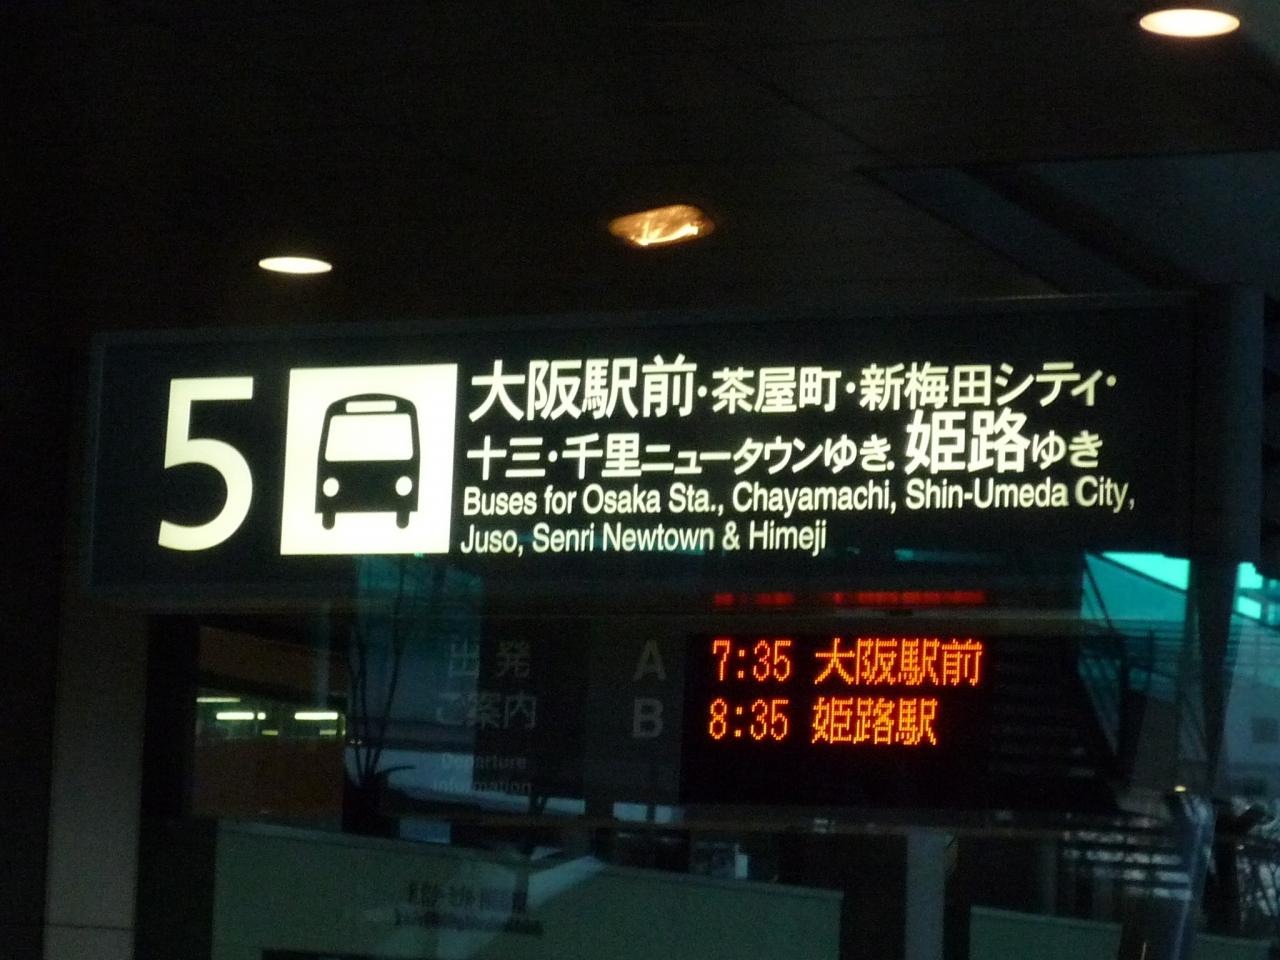 5
大阪駅前・茶屋町・新梅田シティ・
十三・千里ニュータウンゆき. 姫路ゆき
Buses for Osaka Sta., Chayamachi, Shin-Umeda City,
Juso, Senri Newtown & Himeji
出発
ご案内
Departure
Information
A 7:35 大阪駅前
B 8:35 姫路駅